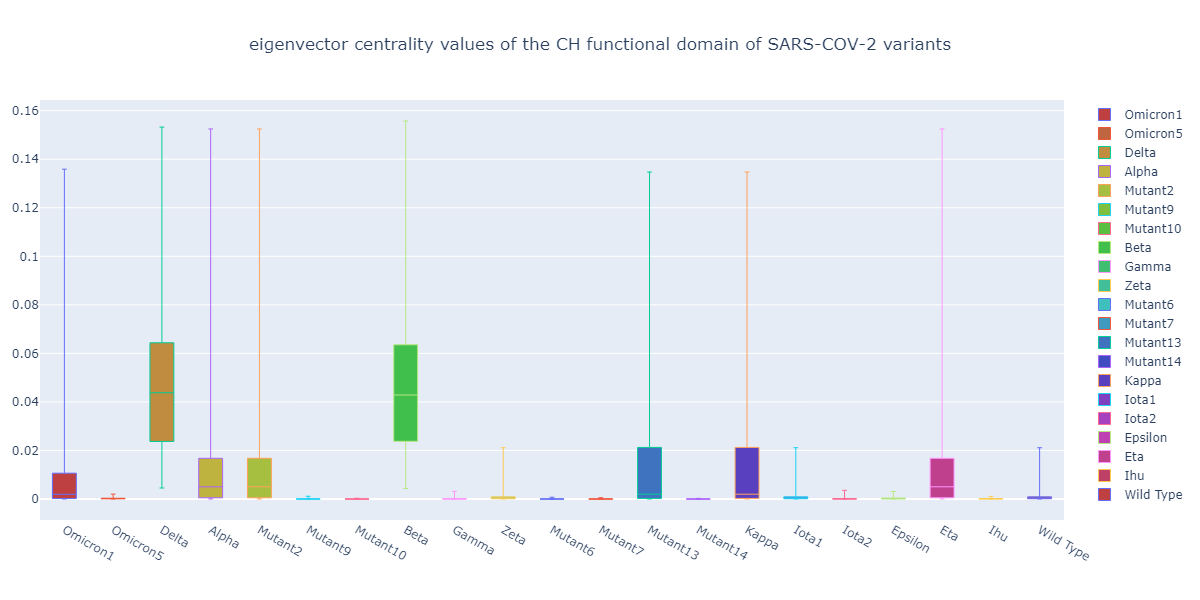 eigenvector centrality values of the CH functional domain of SARS-COV-2 variants
0.16
0.14
0.12
0.1
0.08
0.06
0.04
0.02
0
Omicron1
Omicron5
Delta
Alpha
Mutant2
Mutant9
Mutant10
Beta
Gamma
Zeta
Mutant6
Mutant7
Mutant13
Mutant14
Kappa
Iota1
Iota2
Epsilon
Eta
Ihu
Wild Type
Omicron1
Omicron5
Delta
Alpha
Mutant2
Mutant9
Mutant10
Beta
Gamma
Zeta
Mutant6
Mutant7
Mutant13
Mutant14
Kappa
Iota1
Iota2
Epsilon
Eta
Ihu
Wild Type